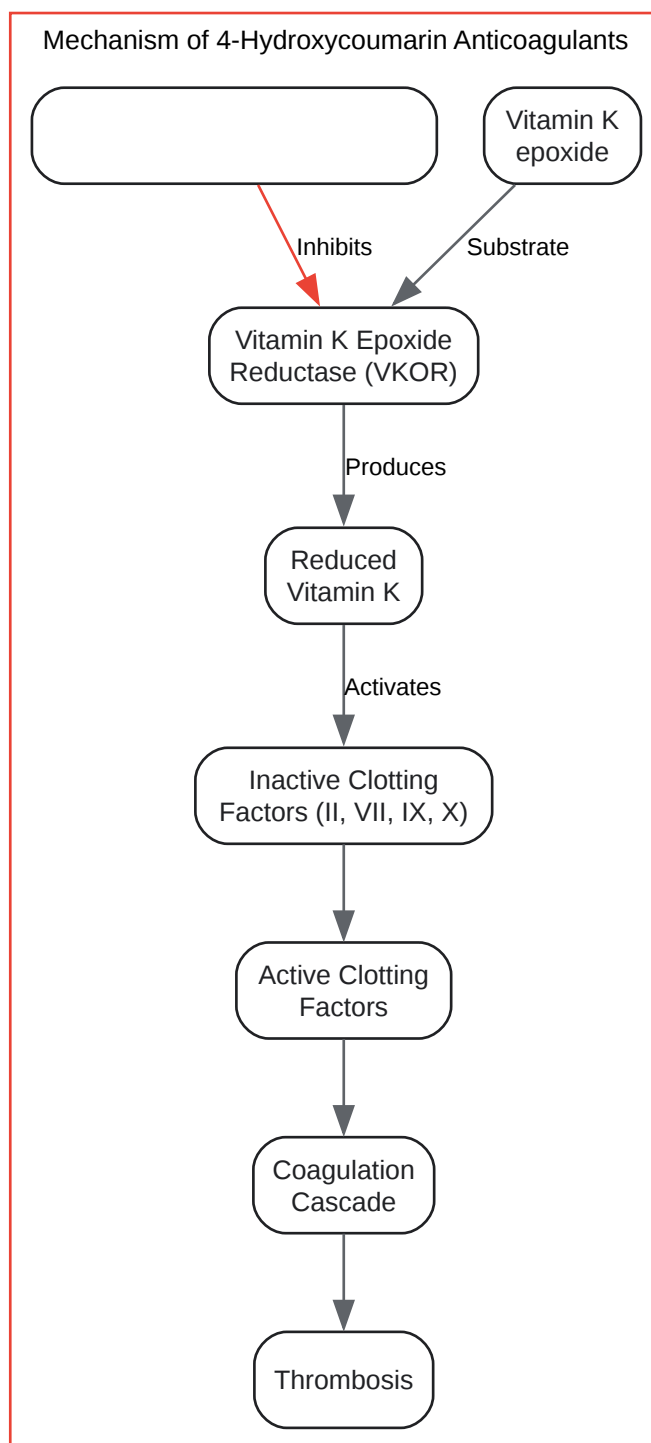 Mechanism of 4-Hydroxycoumarin Anticoagulants
Vitamin K
epoxide
Inhibits
Substrate
Vitamin K Epoxide
Reductase (VKOR)
Produces
Reduced
Vitamin K
Activates
Inactive Clotting
Factors (II, VII, IX, X)
Active Clotting
Factors
Coagulation
Cascade
Thrombosis